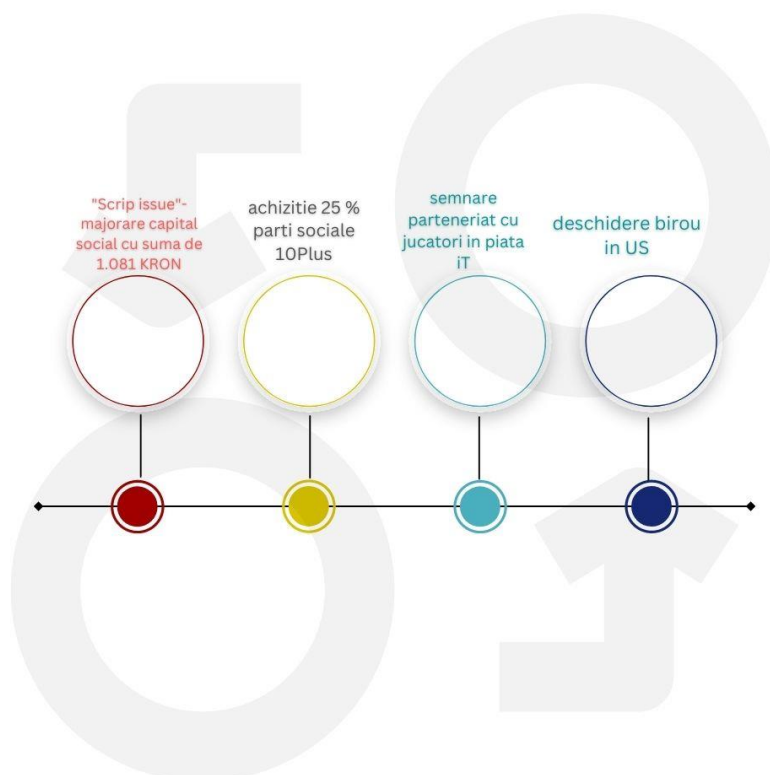 "Scrip issue"-
majorare capital
social cu suma de
1.081 KRON
achizitie 25 %
parti sociale
10Plus
semnare
parteneriat cu
jucatori in piata
iT
deschidere birou
in US